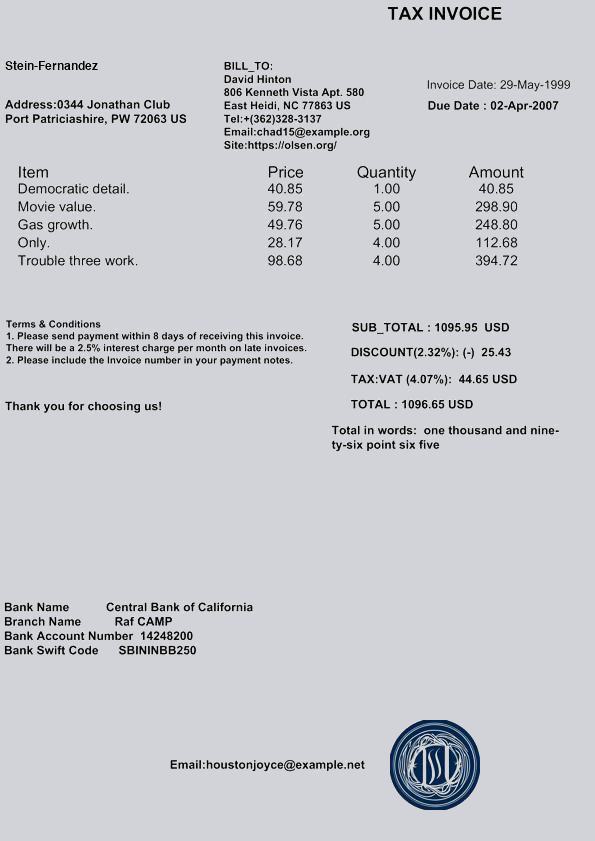 TAX INVOICE
Stein-Fernandez
Address:0344 Jonathan Club
Port Patriciashire, PW 72063 US
BILL_TO:
David Hinton
806 Kenneth Vista Apt. 580
East Heidi, NC 77863 US
Tel:+(362)328-3137
Email:chad15@example.org
Site:https://olsen.org/
Invoice Date: 29-May-1999
Due Date : 02-Apr-2007
Item Price Quantity Amount
Democratic detail. 40.85 1.00 40.85
Movie value. 59.78 5.00 298.90
Gas growth. 49.76 5.00 248.80
Only. 28.17 4.00 112.68
Trouble three work. 98.68 4.00 394.72
Terms & Conditions
1. Please send payment within 8 days of receiving this invoice.
There will be a 2.5% interest charge per month on late invoices.
2. Please include the Invoice number in your payment notes.
Thank you for choosing us!
SUB_TOTAL : 1095.95 USD
DISCOUNT(2.32%): (-) 25.43
TAX:VAT (4.07%): 44.65 USD
TOTAL : 1096.65 USD
Total in words: one thousand and nine-
ty-six point six five
Bank Name Central Bank of California
Branch Name Raf CAMP
Bank Account Number 14248200
Bank Swift Code SBININBB250
Email:houstonjoyce@example.net